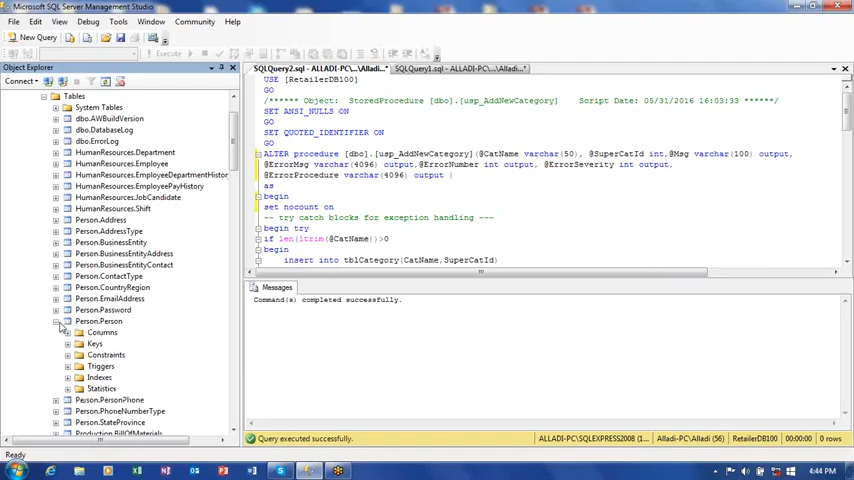 Microsoft SQL Server Management Studio
File Edit View Debug Tools Window Community Help
New Query
Execute
Object Explorer
Connect
Tables
System Tables
dbo.AWBuildVersion
dbo.DatabaseLog
dbo.ErrorLog
HumanResources.Department
HumanResources.Employee
HumanResources.EmployeeDepartmentHistor
HumanResources.EmployeePayHistory
HumanResources.JobCandidate
HumanResources.Shift
Person.Address
Person.AddressType
Person.BusinessEntity
Person.BusinessEntityAddress
Person.BusinessEntityContact
Person.ContactType
Person.CountryRegion
Person.EmailAddress
Person.Password
Person.Person
Columns
Keys
Constraints
Triggers
Indexes
Statistics
Person.PersonPhone
Person.PhoneNumberType
Person.StateProvince
Production.BillOfMaterials
SQLQuery2.sql - ALLADI-PC\...\Alladi...* SQLQuery1.sql - ALLADI-PC\...\Alladi...*
USE [RetailerDB100]
GO
/****** Object: StoredProcedure [dbo].[usp_AddNewCategory] Script Date: 05/31/2016 16:03:33 ******/
SET ANSI_NULLS ON
GO
SET QUOTED_IDENTIFIER ON
GO
ALTER procedure [dbo].[usp_AddNewCategory](@CatName varchar(50), @SuperCatId int,@Msg varchar(100) output,
@ErrorMsg varchar(4096) output,@ErrorNumber int output, @ErrorSeverity int output,
@ErrorProcedure varchar(4096) output )
as
begin
set nocount on
-- try catch blocks for exception handling ---
begin try
if len(ltrim(@CatName))>0
begin
insert into tblCategory(CatName,SuperCatId)
Messages
Command(s) completed successfully.
Query executed successfully. ALLADI-PC\SQLEXPRESS2008 (1... Alladi-PC\Alladi (56) RetailerDB100 00:00:00 0 rows
Ready
4:44 PM